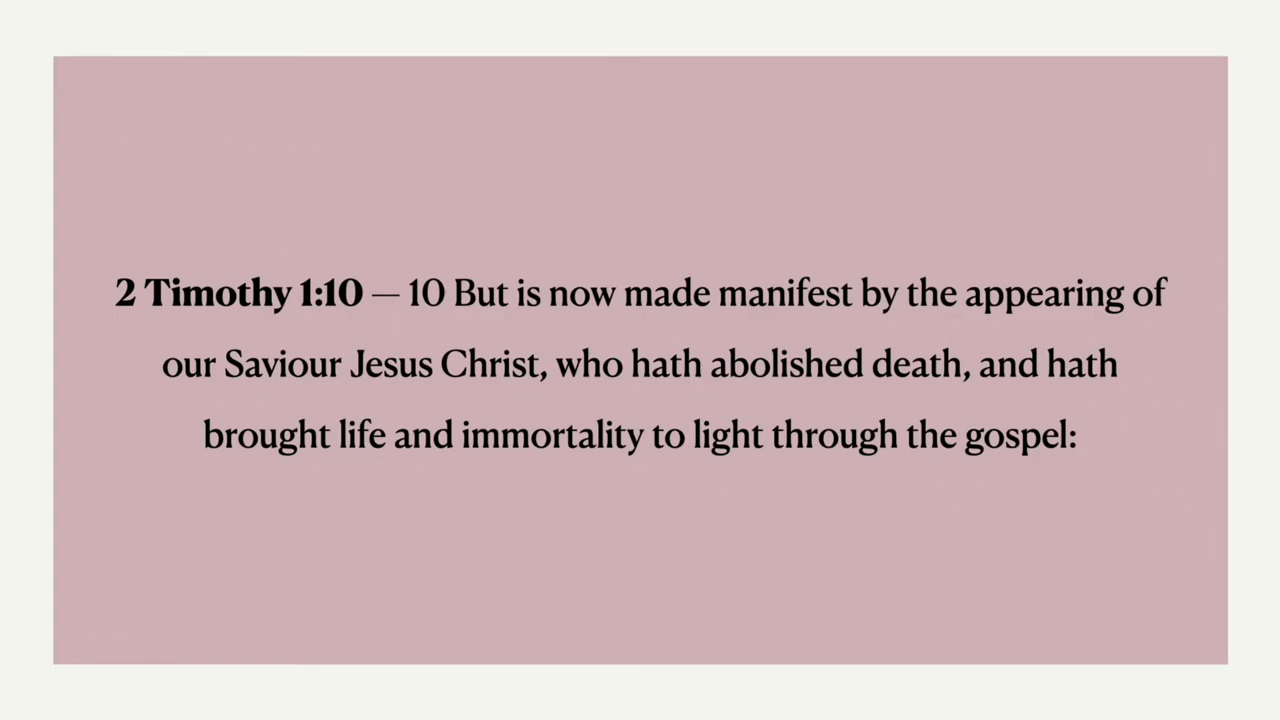 2 Timothy 1:10 — 10 But is now made manifest by the appearing of
our Saviour Jesus Christ, who hath abolished death, and hath
brought life and immortality to light through the gospel: